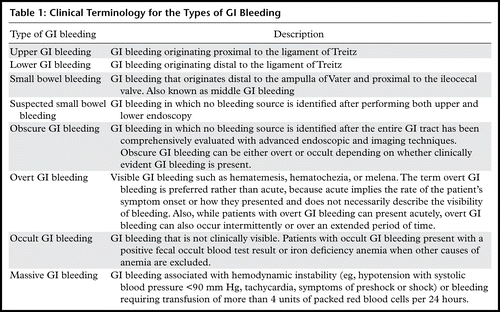 Table 1: Clinical Terminology for the Types of GI Bleeding
Type of GI bleeding Description
Upper GI bleeding GI bleeding originating proximal to the ligament of Treitz
Lower GI bleeding GI bleeding originating distal to the ligament of Treitz
Small bowel bleeding GI bleeding that originates distal to the ampulla of Vater and proximal to the ileocecal
valve. Also known as middle GI bleeding
Suspected small bowel GI bleeding in which no bleeding source is identified after performing both upper and
bleeding lower endoscopy
Obscure GI bleeding GI bleeding in which no bleeding source is identified after the entire GI tract has been
comprehensively evaluated with advanced endoscopic and imaging techniques.
Obscure GI bleeding can be either overt or occult depending on whether clinically
evident GI bleeding is present.
Overt GI bleeding Visible GI bleeding such as hematemesis, hematochezia, or melena. The term overt GI
bleeding is preferred rather than acute, because acute implies the rate of the patient's
symptom onset or how they presented and does not necessarily describe the visibility
of bleeding. Also, while patients with overt GI bleeding can present acutely, overt GI
bleeding can also occur intermittently or over an extended period of time.
Occult GI bleeding GI bleeding that is not clinically visible. Patients with occult GI bleeding present with a
positive fecal occult blood test result or iron deficiency anemia when other causes of
anemia are excluded.
Massive GI bleeding GI bleeding associated with hemodynamic instability (eg, hypotension with systolic
blood pressure <90 mm Hg, tachycardia, symptoms of preshock or shock) or bleeding
requiring transfusion of more than 4 units of packed red blood cells per 24 hours.